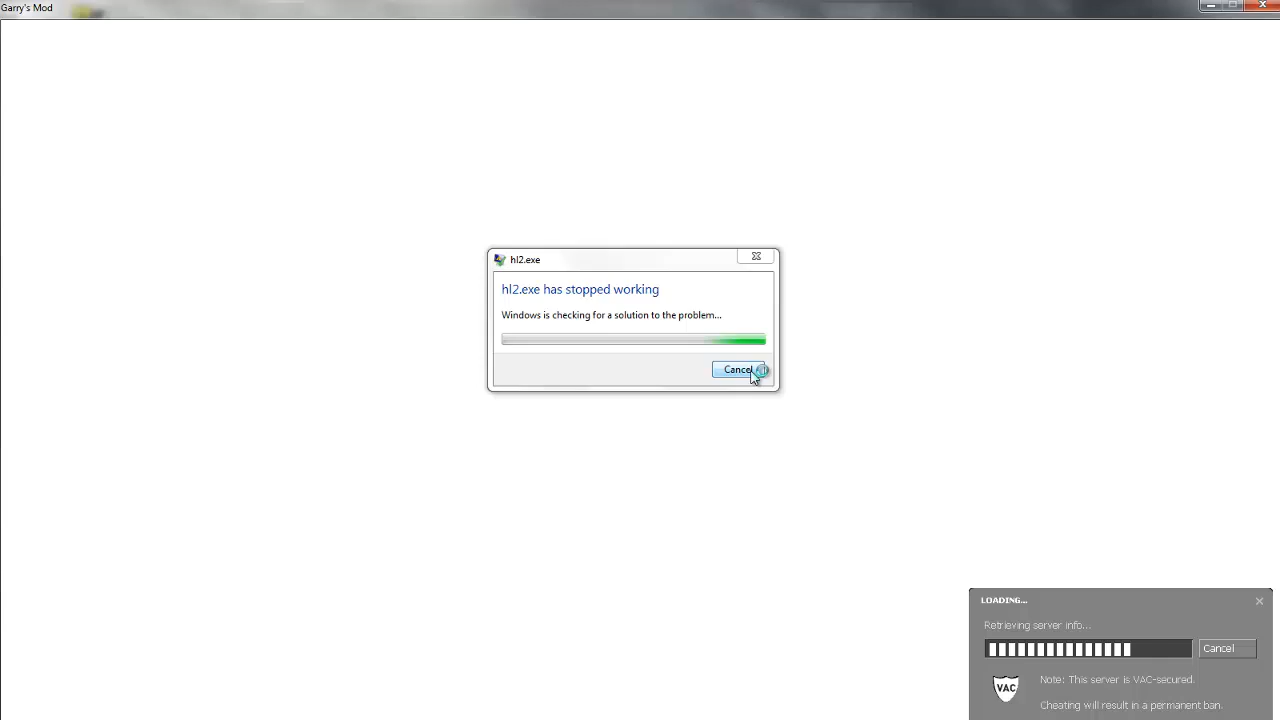 Garry's Mod
hl2.exe
hl2.exe has stopped working
Windows is checking for a solution to the problem...
Cancel
LOADING...
Retrieving server info...
Cancel
VAC
Note: This server is VAC-secured.
Cheating will result in a permanent ban.